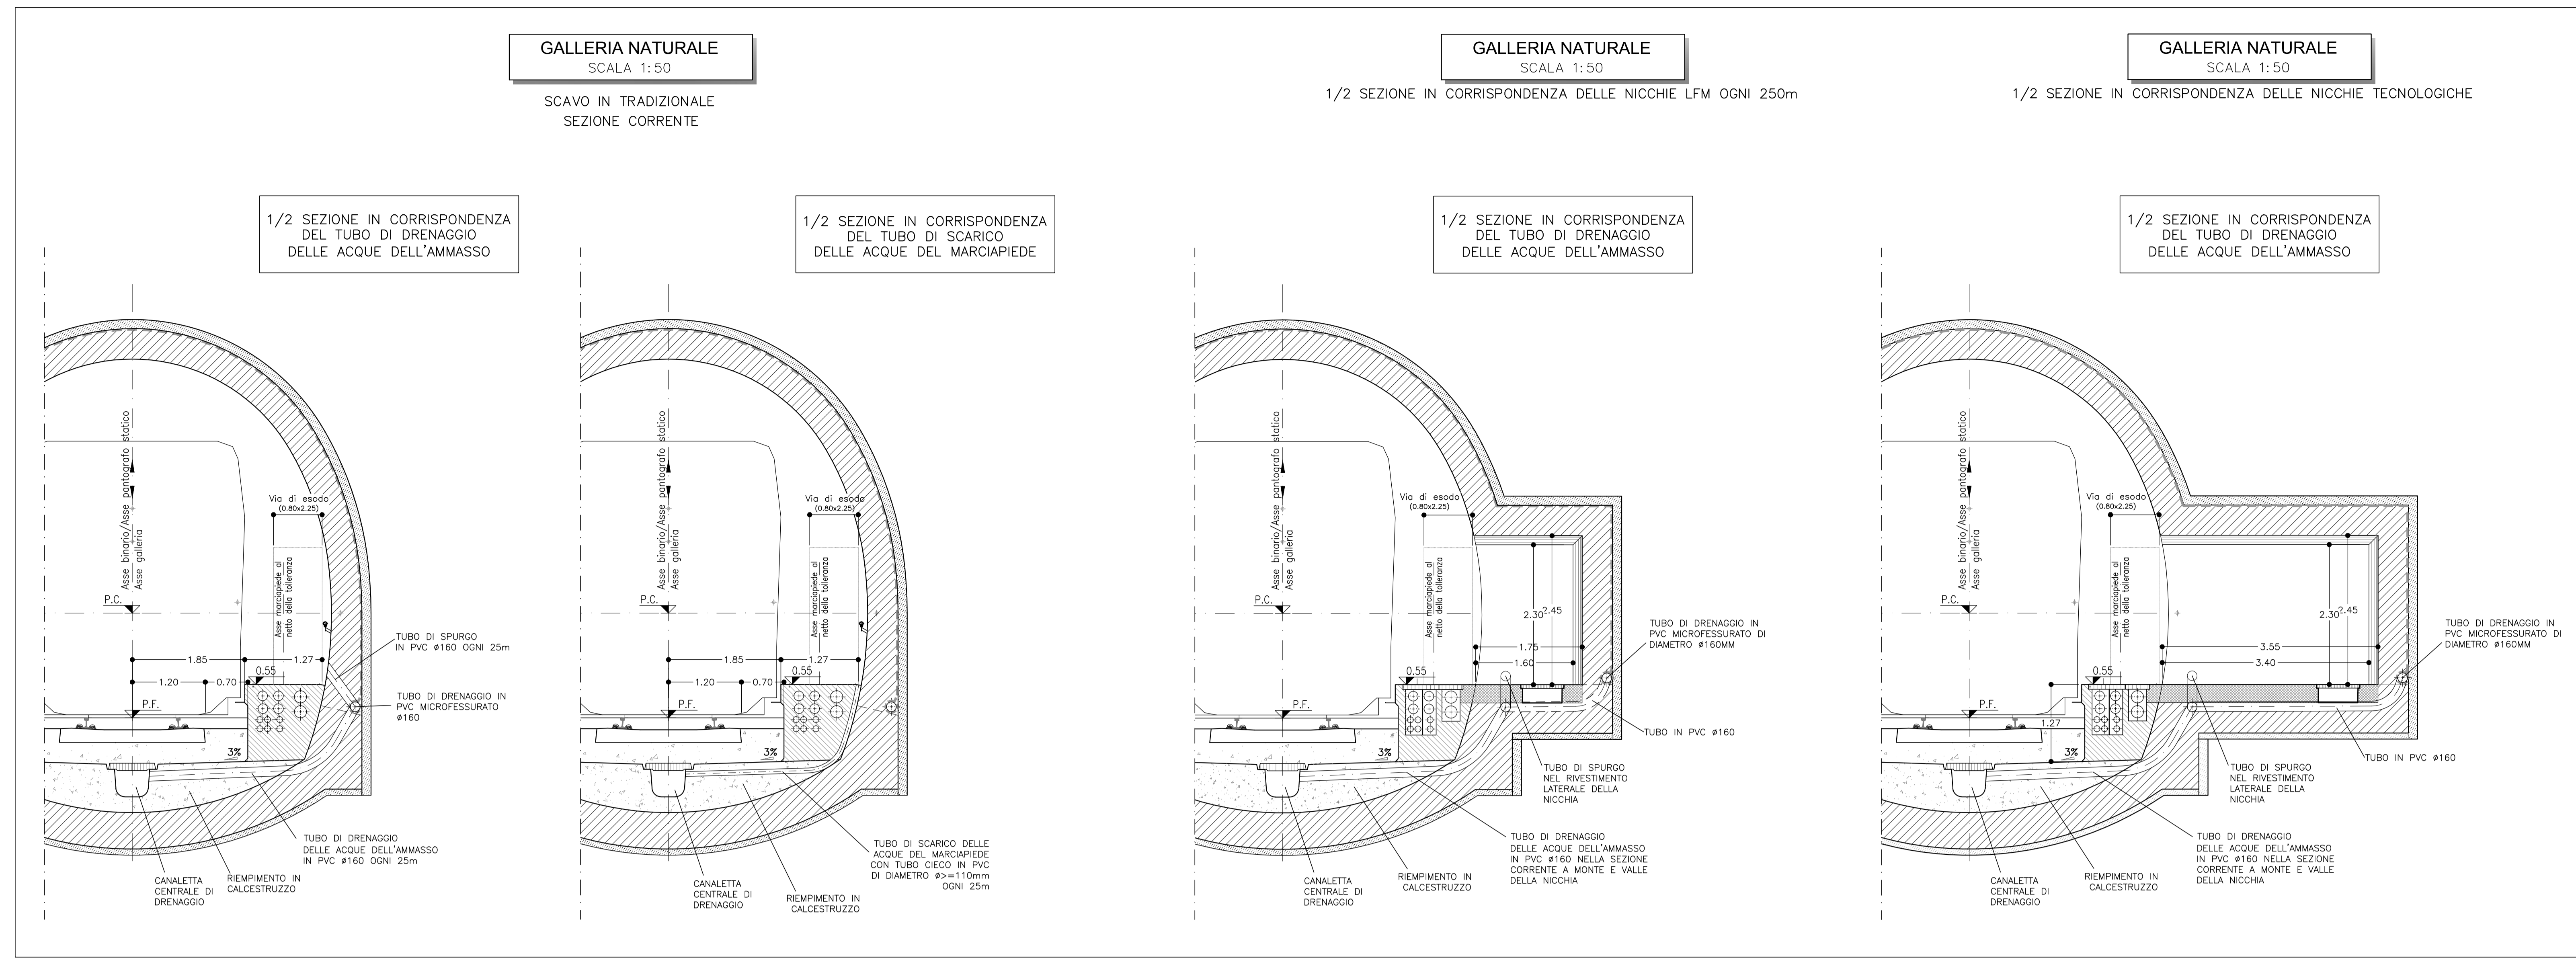 GALLERIA NATURALE
SCALA 1:50
SCAVO IN TRADIZIONALE
SEZIONE CORRENTE
GALLERIA NATURALE
SCALA 1:50
1/2 SEZIONE IN CORRISPONDENZA DELLE NICCHIE LFM OGNI 250m
GALLERIA NATURALE
SCALA 1:50
1/2 SEZIONE IN CORRISPONDENZA DELLE NICCHIE TECNOLOGICHE
1/2 SEZIONE IN CORRISPONDENZA
DEL TUBO DI DRENAGGIO
DELLE ACQUE DELL'AMMASSO
Asse binario/Asse pantografo statico
Asse galleria
Via di esodo
(0.80x2.25)
Asse marciapiede al
netto della tolleranza
P.C.
1.85
1.27
0.55
1.20
0.70
P.F.
3%
TUBO DI SPURGO
IN PVC ø160 OGNI 25m
TUBO DI DRENAGGIO IN
PVC MICROFESSURATO
ø160
TUBO DI DRENAGGIO
DELLE ACQUE DELL'AMMASSO
IN PVC ø160 OGNI 25m
CANALETTA
CENTRALE DI
DRENAGGIO
RIEMPIMENTO IN
CALCESTRUZZO
1/2 SEZIONE IN CORRISPONDENZA
DEL TUBO DI SCARICO
DELLE ACQUE DEL MARCIAPIEDE
Asse binario/Asse pantografo statico
Asse galleria
Via di esodo
(0.80x2.25)
Asse marciapiede al
netto della tolleranza
P.C.
1.85
1.27
0.55
1.20
0.70
P.F.
3%
TUBO DI SCARICO DELLE
ACQUE DEL MARCIAPIEDE
CON TUBO CIECO IN PVC
DI DIAMETRO ø>=110mm
OGNI 25m
CANALETTA
CENTRALE DI
DRENAGGIO
RIEMPIMENTO IN
CALCESTRUZZO
1/2 SEZIONE IN CORRISPONDENZA
DEL TUBO DI DRENAGGIO
DELLE ACQUE DELL'AMMASSO
Asse binario/Asse pantografo statico
Asse galleria
Via di esodo
(0.80x2.25)
Asse marciapiede al
netto della tolleranza
P.C.
2.30
2.45
1.75
1.60
0.55
P.F.
3%
TUBO DI DRENAGGIO IN
PVC MICROFESSURATO DI
DIAMETRO ø160MM
TUBO IN PVC ø160
TUBO DI SPURGO
NEL RIVESTIMENTO
LATERALE DELLA
NICCHIA
TUBO DI DRENAGGIO
DELLE ACQUE DELL'AMMASSO
IN PVC ø160 NELLA SEZIONE
CORRENTE A MONTE E VALLE
DELLA NICCHIA
CANALETTA
CENTRALE DI
DRENAGGIO
RIEMPIMENTO IN
CALCESTRUZZO
1/2 SEZIONE IN CORRISPONDENZA
DEL TUBO DI DRENAGGIO
DELLE ACQUE DELL'AMMASSO
Asse binario/Asse pantografo statico
Asse galleria
Via di esodo
(0.80x2.25)
Asse marciapiede al
netto della tolleranza
P.C.
2.30
2.45
3.55
3.40
0.55
P.F.
1.27
3%
TUBO DI DRENAGGIO IN
PVC MICROFESSURATO DI
DIAMETRO ø160MM
TUBO IN PVC ø160
TUBO DI SPURGO
NEL RIVESTIMENTO
LATERALE DELLA
NICCHIA
TUBO DI DRENAGGIO
DELLE ACQUE DELL'AMMASSO
IN PVC ø160 NELLA SEZIONE
CORRENTE A MONTE E VALLE
DELLA NICCHIA
CANALETTA
CENTRALE DI
DRENAGGIO
RIEMPIMENTO IN
CALCESTRUZZO